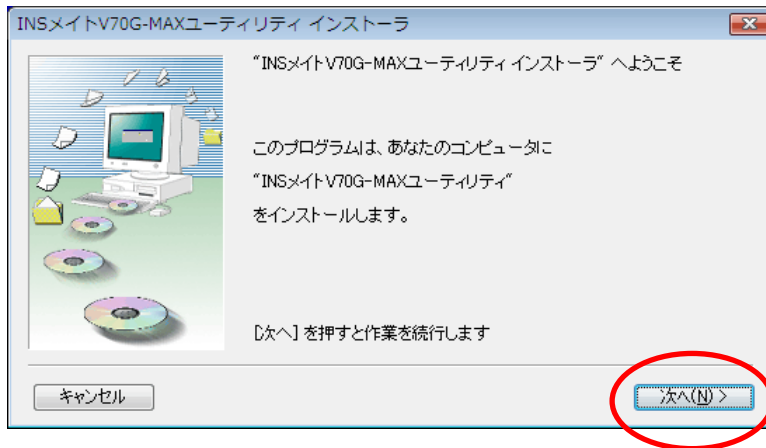 INSメイトV70G-MAXユーティリティ インストーラ
“INSメイトV70G-MAXユーティリティ インストーラ” へようこそ
このプログラムは、あなたのコンピュータに
“INSメイトV70G-MAXユーティリティ”
をインストールします。
[次へ] を押すと作業を続行します
キャンセル
次へ(N) >